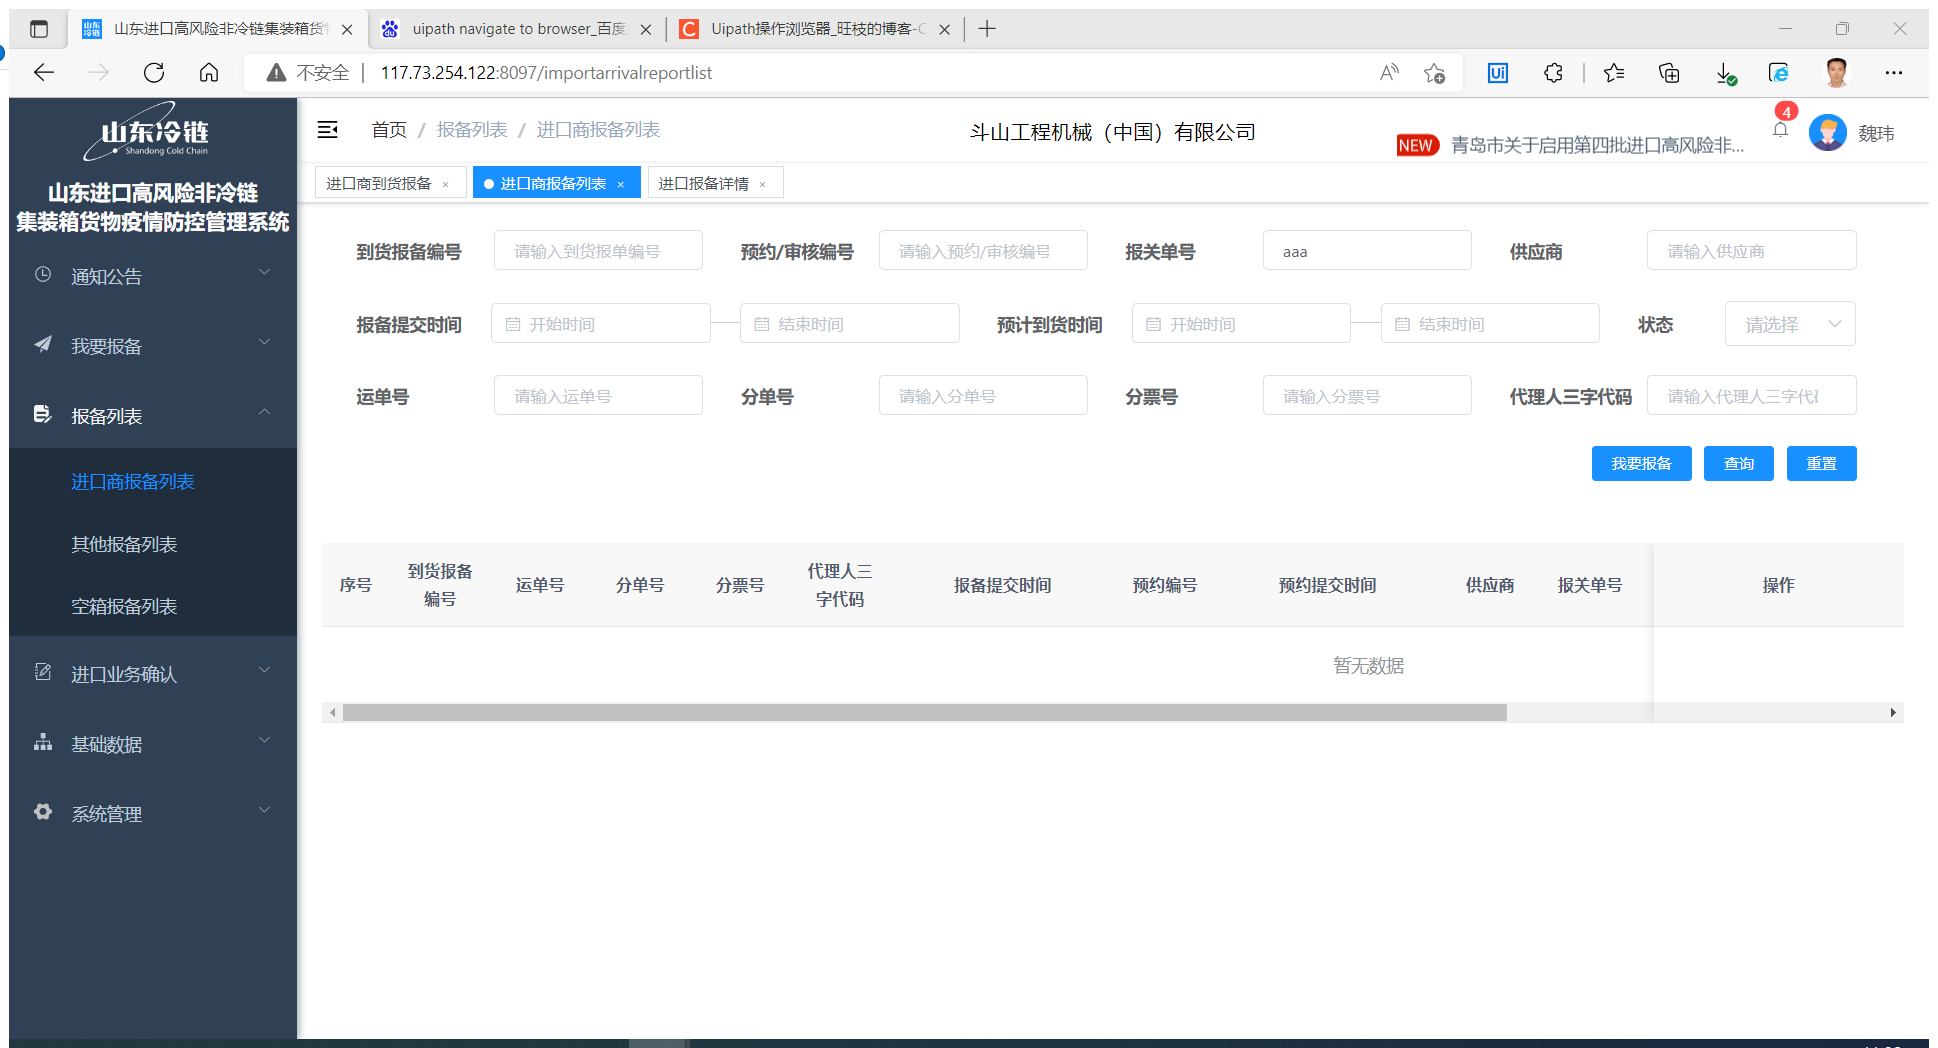 山东进口高风险非冷链集装箱货
uipath navigate to browser_百度
Uipath操作浏览器_旺枝的博客-C
不安全
117.73.254.122:8097/importarrivalreportlist
山东冷链
Shandong Cold Chain
山东进口高风险非冷链
集装箱货物疫情防控管理系统
通知公告
我要报备
报备列表
进口商报备列表
其他报备列表
空箱报备列表
进口业务确认
基础数据
系统管理
首页 / 报备列表 / 进口商报备列表
斗山工程机械（中国）有限公司
NEW 青岛市关于启用第四批进口高风险非...
4
魏玮
进口商到货报备 ×
进口商报备列表 ×
进口报备详情 ×
到货报备编号 请输入到货报单编号 预约/审核编号 请输入预约/审核编号 报关单号 aaa 供应商 请输入供应商
报备提交时间 开始时间 结束时间 预计到货时间 开始时间 结束时间 状态 请选择
运单号 请输入运单号 分单号 请输入分单号 分票号 请输入分票号 代理人三字代码 请输入代理人三字代
我要报备 查询 重置
序号 到货报备编号 运单号 分单号 分票号 代理人三字代码 报备提交时间 预约编号 预约提交时间 供应商 报关单号 操作
暂无数据